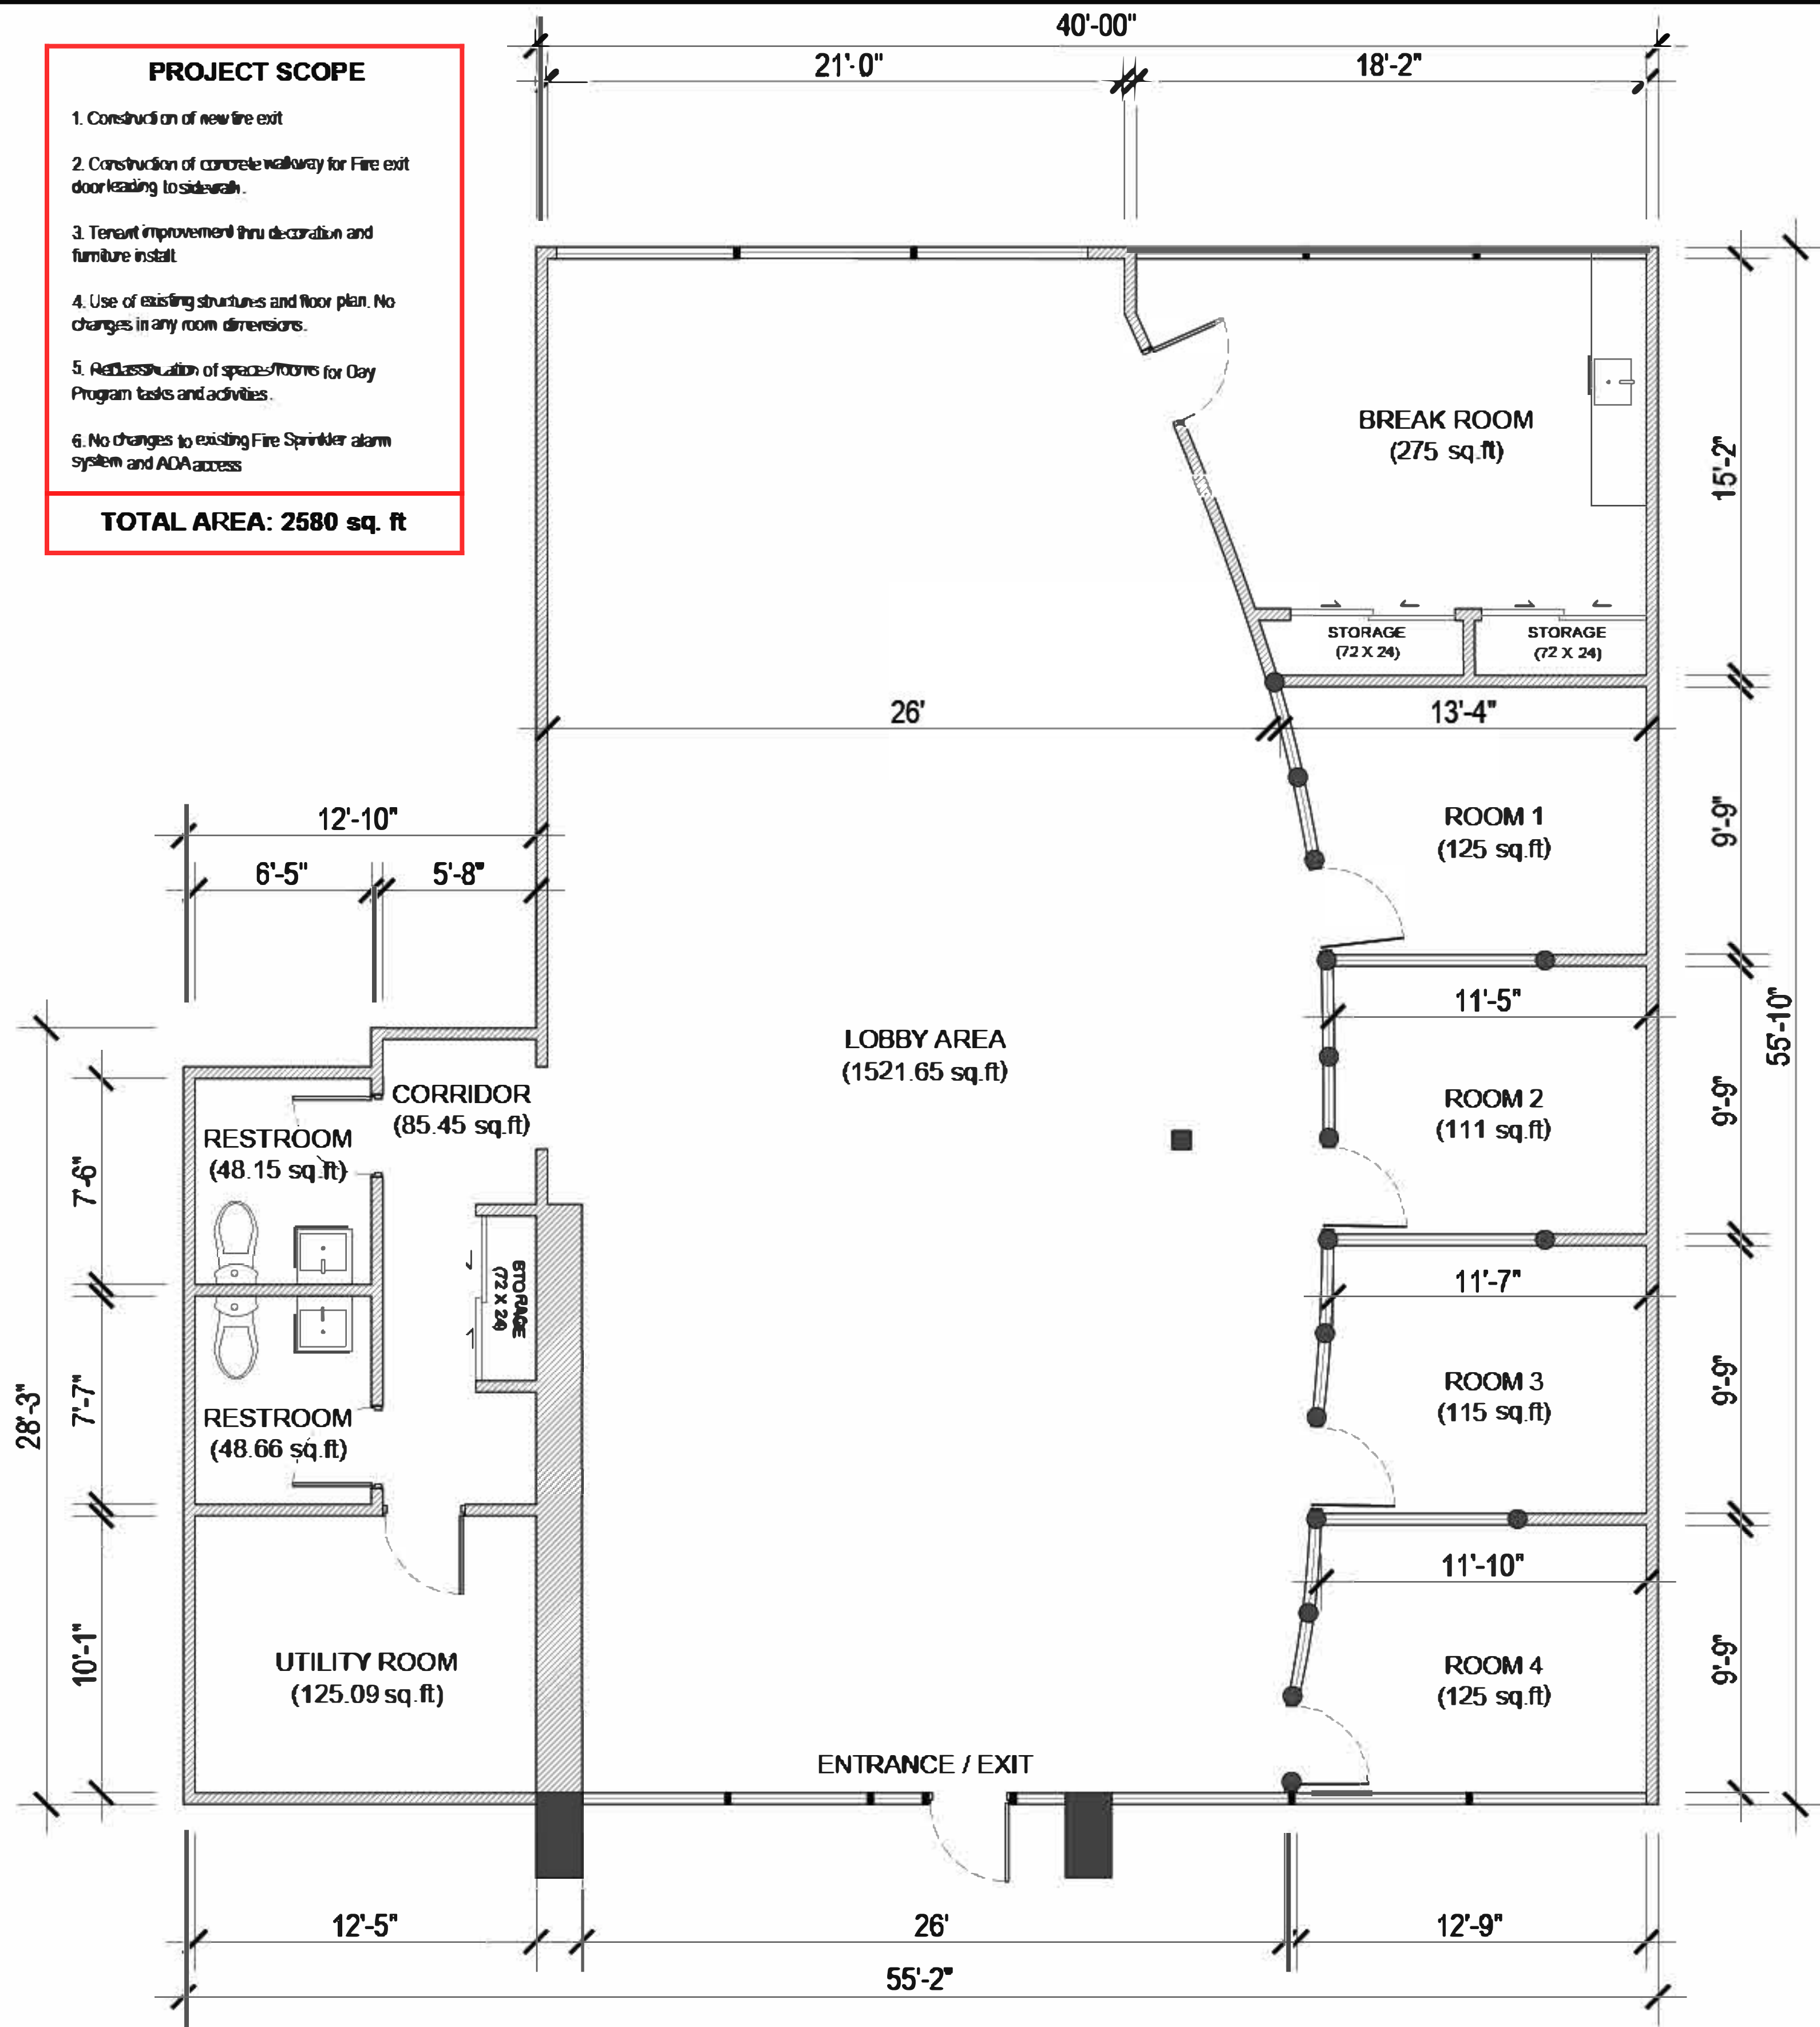 40'-00"
21'-0"
18'-2"
PROJECT SCOPE
1. Construction of new fire exit
2. Construction of concrete walkway for Fire exit
door leading to sidewalk.
3. Tenant improvement thru decoration and
furniture install.
4. Use of existing structures and floor plan. No
changes in any room dimensions.
5. of spaces/rooms for Day
Program tasks and activities.
6. No changes to existing Fire Sprinkler alarm
system and ADA access
TOTAL AREA: 2580 sq. ft
BREAK ROOM
(275 sq.ft)
15'-2"
STORAGE
(72 X 24)
STORAGE
(72 X 24)
26'
13'-4"
ROOM 1
(125 sq.ft)
9'-9"
12'-10"
6'-5"
5'-8"
11'-5"
55'-10"
LOBBY AREA
(1521.65 sq.ft)
CORRIDOR
(85.45 sq.ft)
ROOM 2
(111 sq.ft)
9'-9"
RESTROOM
(48.15 sq.ft)
7'-6"
STORAGE
(72 X 24)
11'-7"
ROOM 3
(115 sq.ft)
9'-9"
28'-3"
7'-7"
RESTROOM
(48.66 sq.ft)
11'-10"
10'-1"
UTILITY ROOM
(125.09 sq.ft)
ROOM 4
(125 sq.ft)
9'-9"
ENTRANCE / EXIT
12'-5"
26'
12'-9"
55'-2"